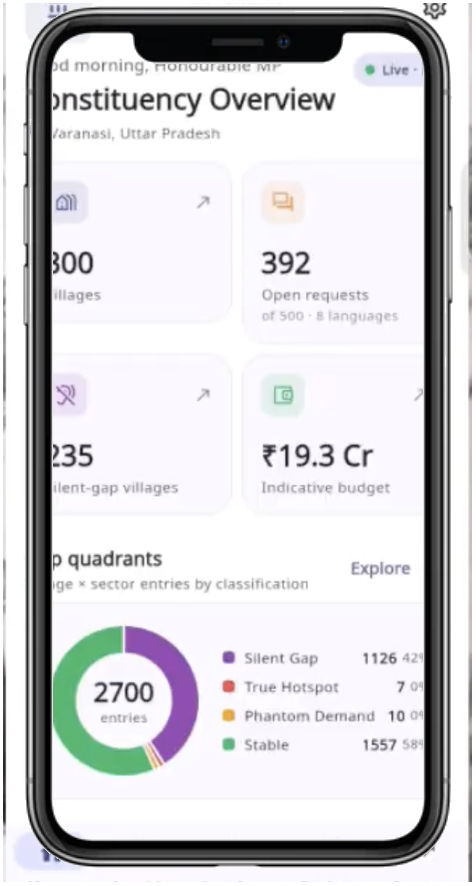 od morning, Honourable MP
Live ·
onstituency Overview
Varanasi, Uttar Pradesh
300
illages
392
Open requests
of 500 · 8 languages
235
ilent-gap villages
₹19.3 Cr
Indicative budget
p quadrants
Explore
age × sector entries by classification
2700
entries
Silent Gap 1126 42%
True Hotspot 7 0%
Phantom Demand 10 0%
Stable 1557 58%